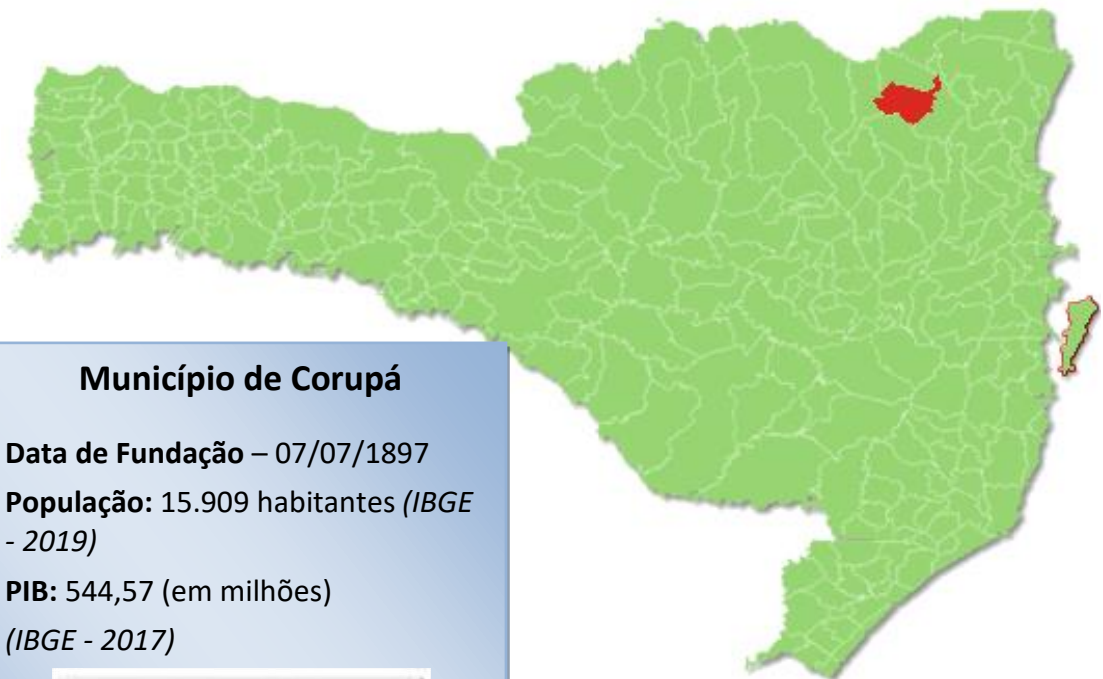 Município de Corupá
Data de Fundação – 07/07/1897
População: 15.909 habitantes (IBGE
- 2019)
PIB: 544,57 (em milhões)
(IBGE - 2017)